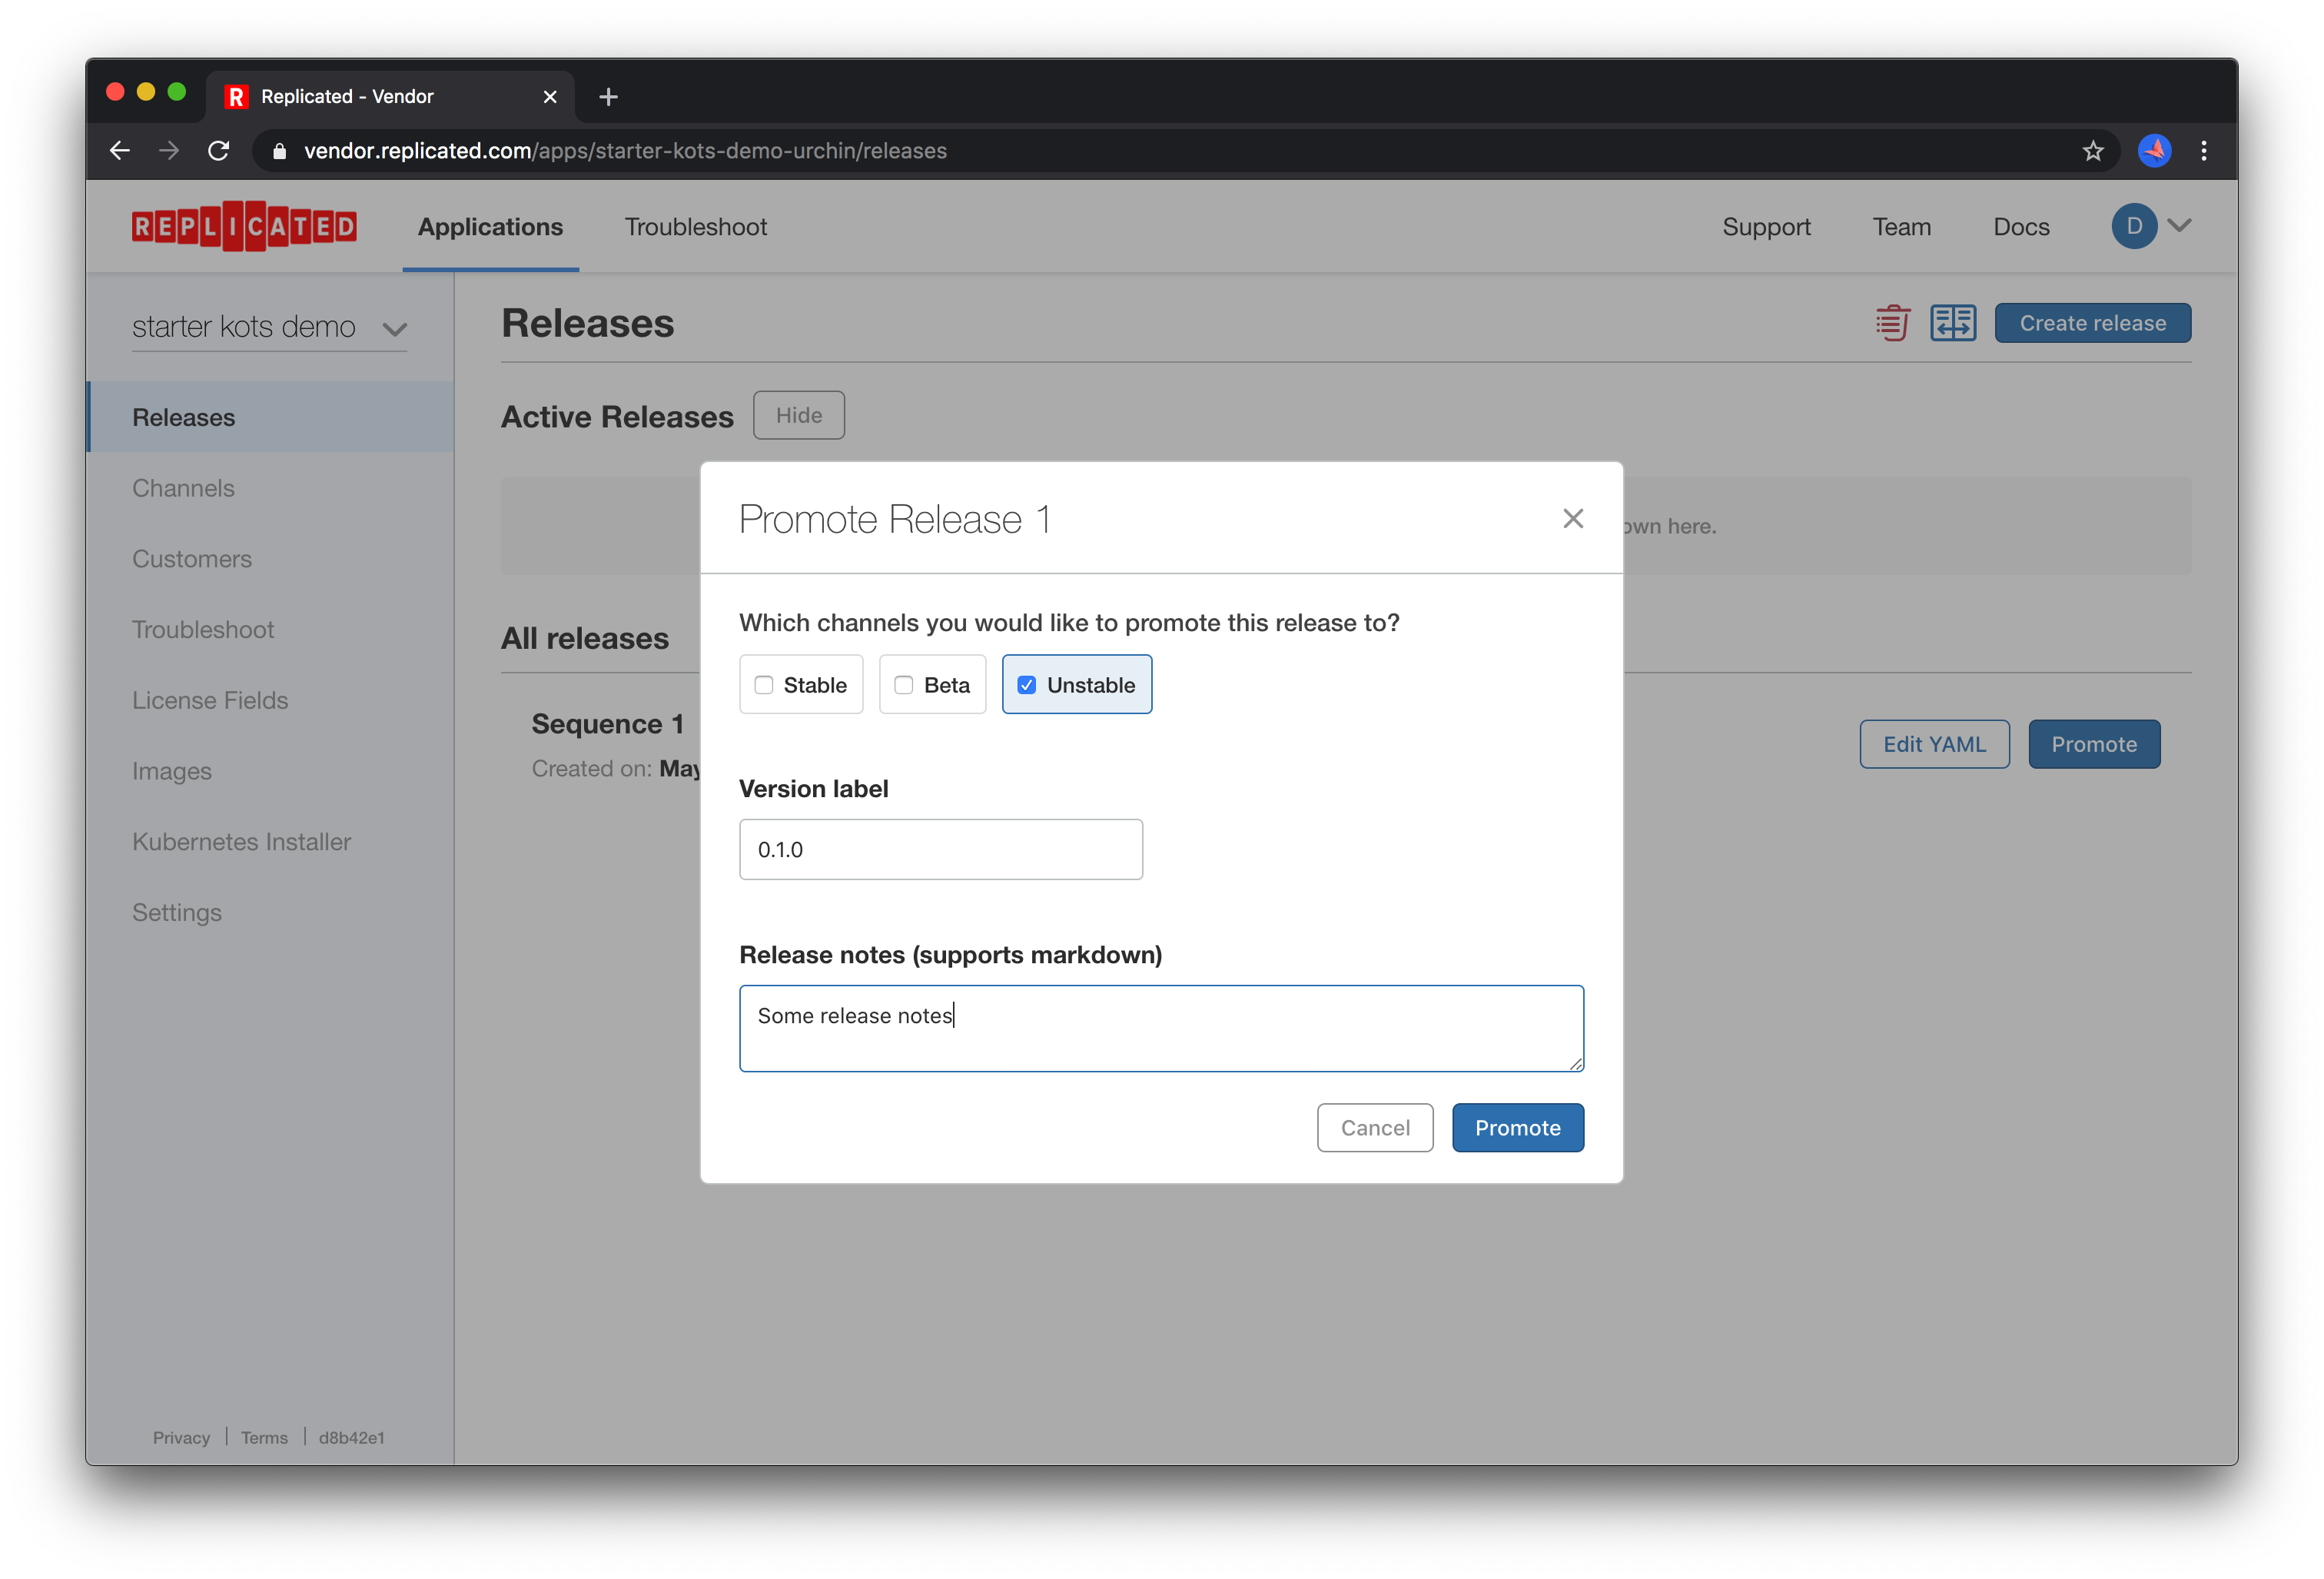 R Replicated - Vendor
vendor.replicated.com/apps/starter-kots-demo-urchin/releases
REPLICATED Applications Troubleshoot Support Team Docs D
starter kots demo
Releases
Channels
Customers
Troubleshoot
License Fields
Images
Kubernetes Installer
Settings
Privacy Terms d8b42e1
Releases
Create release
Active Releases Hide
own here.
All releases
Sequence 1
Created on: May
Edit YAML Promote
Promote Release 1
Which channels you would like to promote this release to?
Stable Beta Unstable
Version label
0.1.0
Release notes (supports markdown)
Some release notes
Cancel Promote